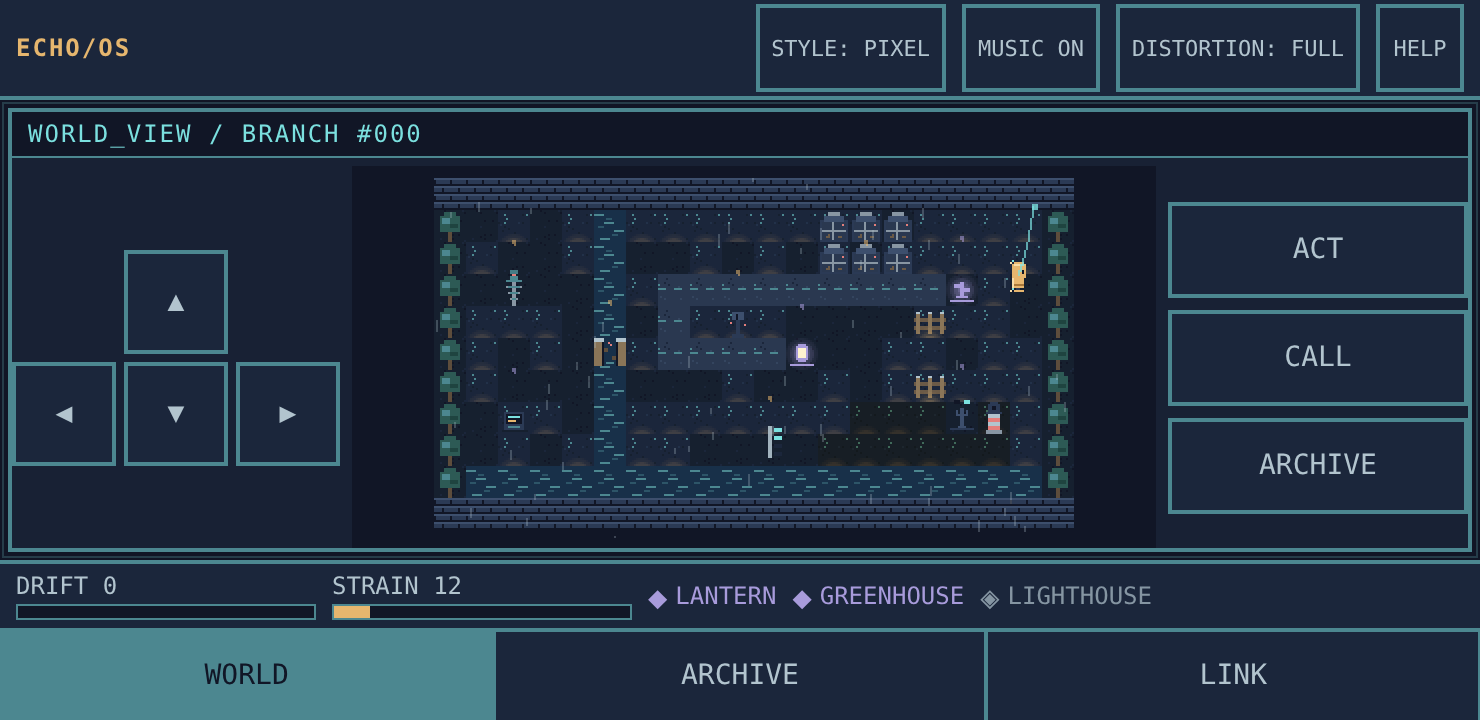 ECHO/OS
STYLE: PIXEL
MUSIC ON
DISTORTION: FULL
HELP
WORLD_VIEW / BRANCH #000
ACT
CALL
ARCHIVE
DRIFT 0
STRAIN 12
LANTERN
GREENHOUSE
LIGHTHOUSE
WORLD
ARCHIVE
LINK